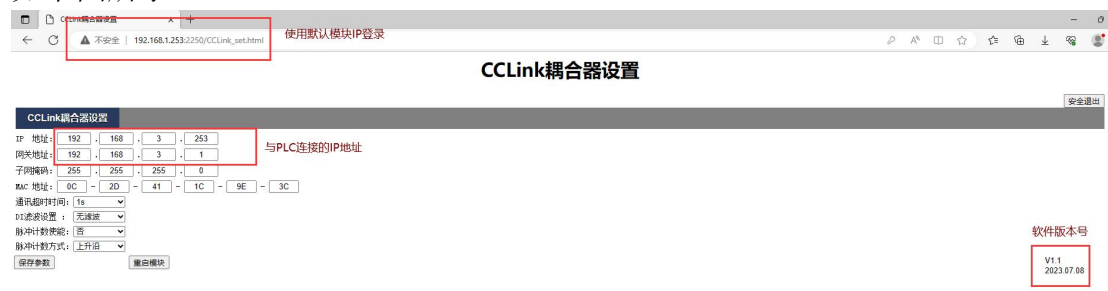 CCLink耦合器设置
不安全 | 192.168.1.253:2250/CCLink_set.html
使用默认模块IP登录
CCLink耦合器设置
安全退出
CCLink耦合器设置
IP 地址: 192 . 168 . 3 . 253
网关地址: 192 . 168 . 3 . 1
与PLC连接的IP地址
子网掩码: 255 . 255 . 255 . 0
MAC 地址: 0C - 2D - 41 - 1C - 9E - 3C
通讯超时时间: 1s
DI滤波设置 : 无滤波
脉冲计数使能: 否
脉冲计数方式: 上升沿
保存参数 重启模块
软件版本号
V1.1
2023.07.08